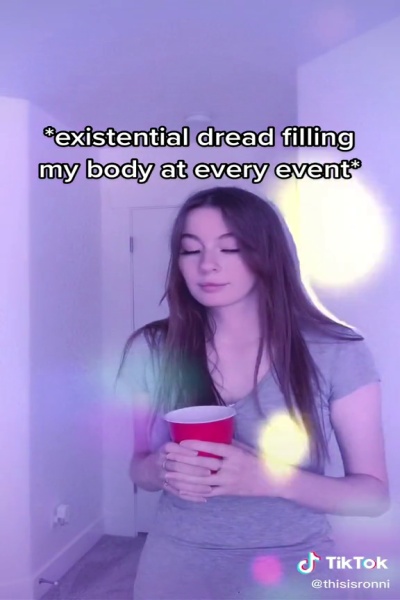 *existential dread filling
my body at every event*
TikTok
@thisisronni